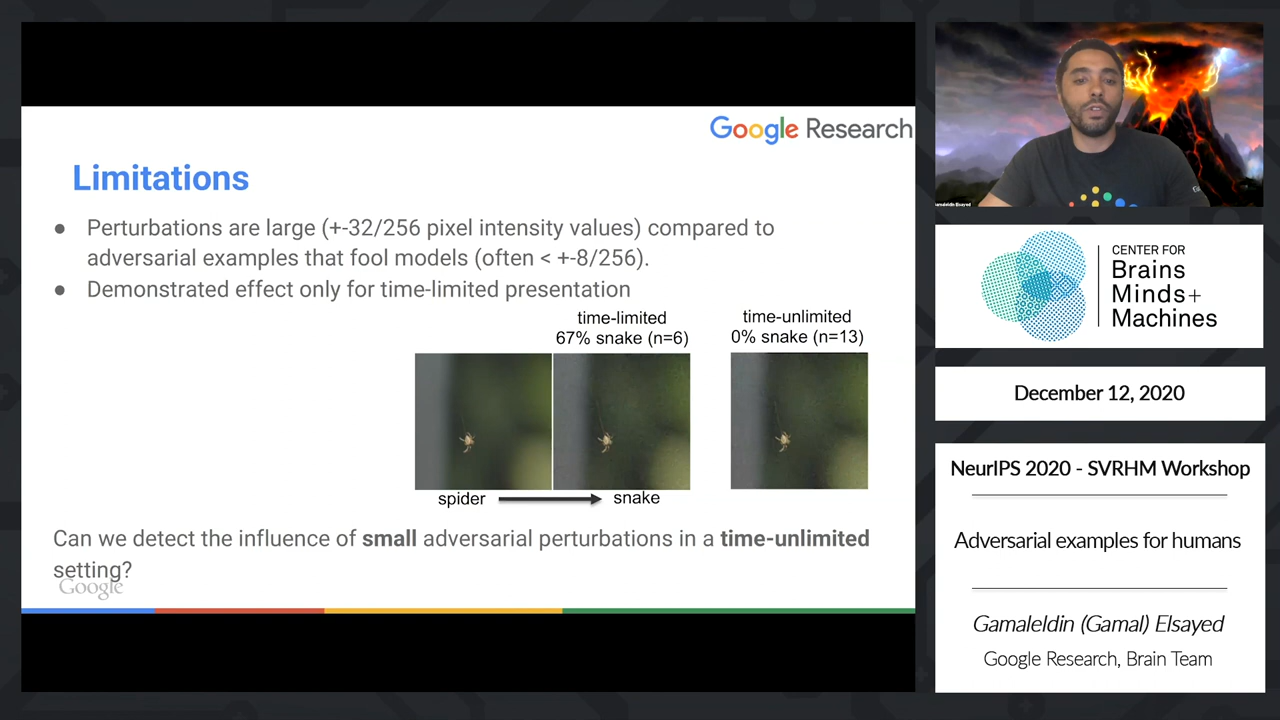 Google Research
Limitations
● Perturbations are large (+-32/256 pixel intensity values) compared to
adversarial examples that fool models (often < +-8/256).
● Demonstrated effect only for time-limited presentation
time-limited
67% snake (n=6)
time-unlimited
0% snake (n=13)
spider
snake
Can we detect the influence of small adversarial perturbations in a time-unlimited
setting?
Google
Gamaleldin Elsayed
CENTER FOR
Brains
Minds+
Machines
December 12, 2020
NeurIPS 2020 - SVRHM Workshop
Adversarial examples for humans
Gamaleldin (Gamal) Elsayed
Google Research, Brain Team